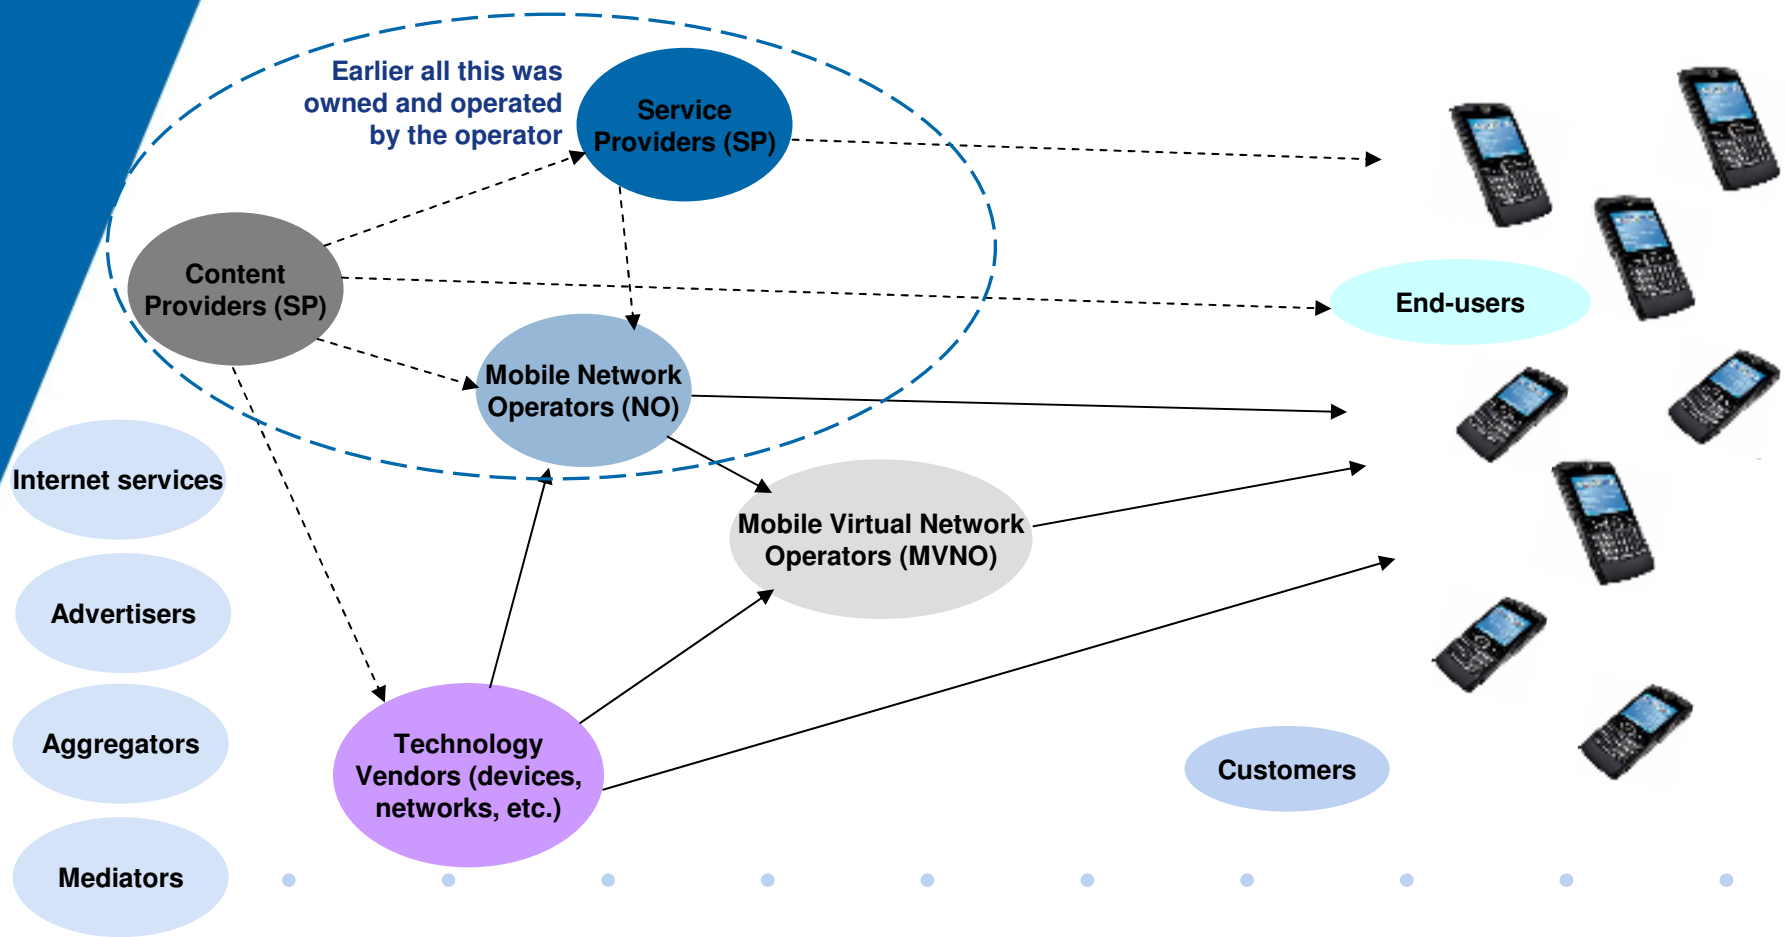 Earlier all this was
owned and operated
by the operator
Service
Providers (SP)
Content
Providers (SP)
End-users
Mobile Network
Operators (NO)
Internet services
Mobile Virtual Network
Operators (MVNO)
Advertisers
Aggregators
Technology
Vendors (devices,
networks, etc.)
Customers
Mediators